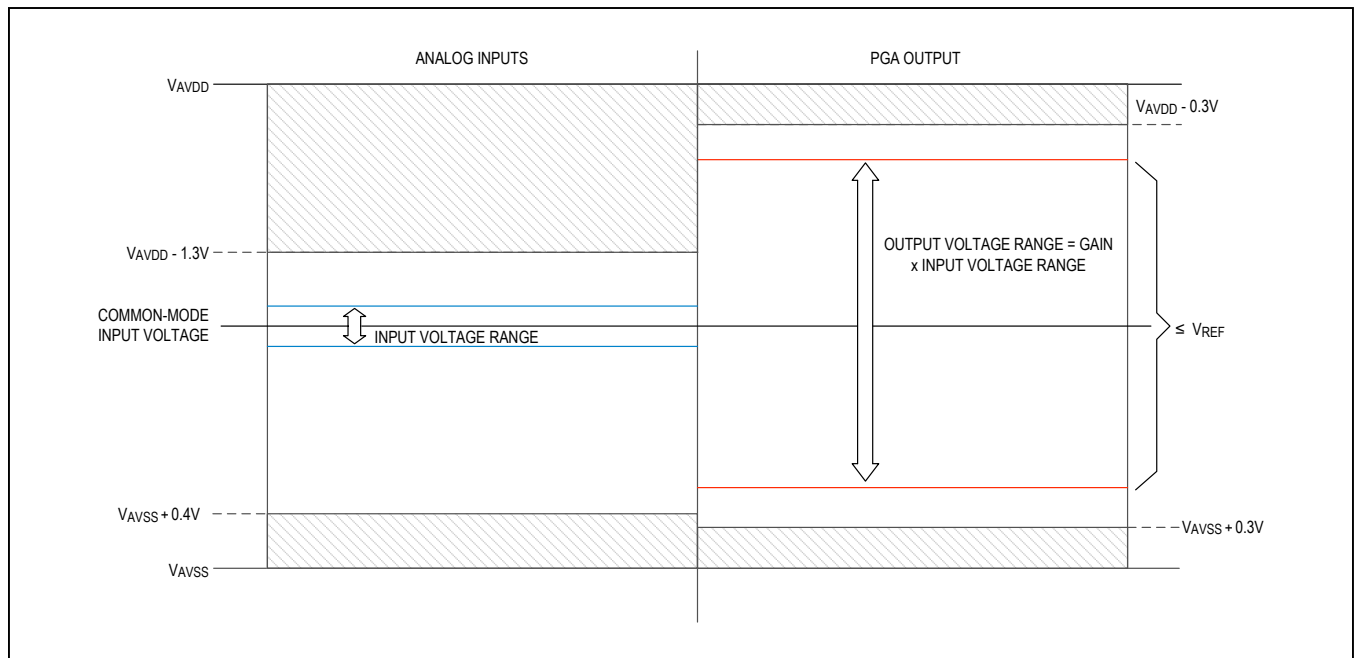 ANALOG INPUTS
PGA OUTPUT
VAVDD
VAVDD - 0.3V
VAVDD - 1.3V
OUTPUT VOLTAGE RANGE = GAIN
x INPUT VOLTAGE RANGE
COMMON-MODE
INPUT VOLTAGE
INPUT VOLTAGE RANGE
≤ VREF
VAVSS + 0.4V
VAVSS + 0.3V
VAVSS